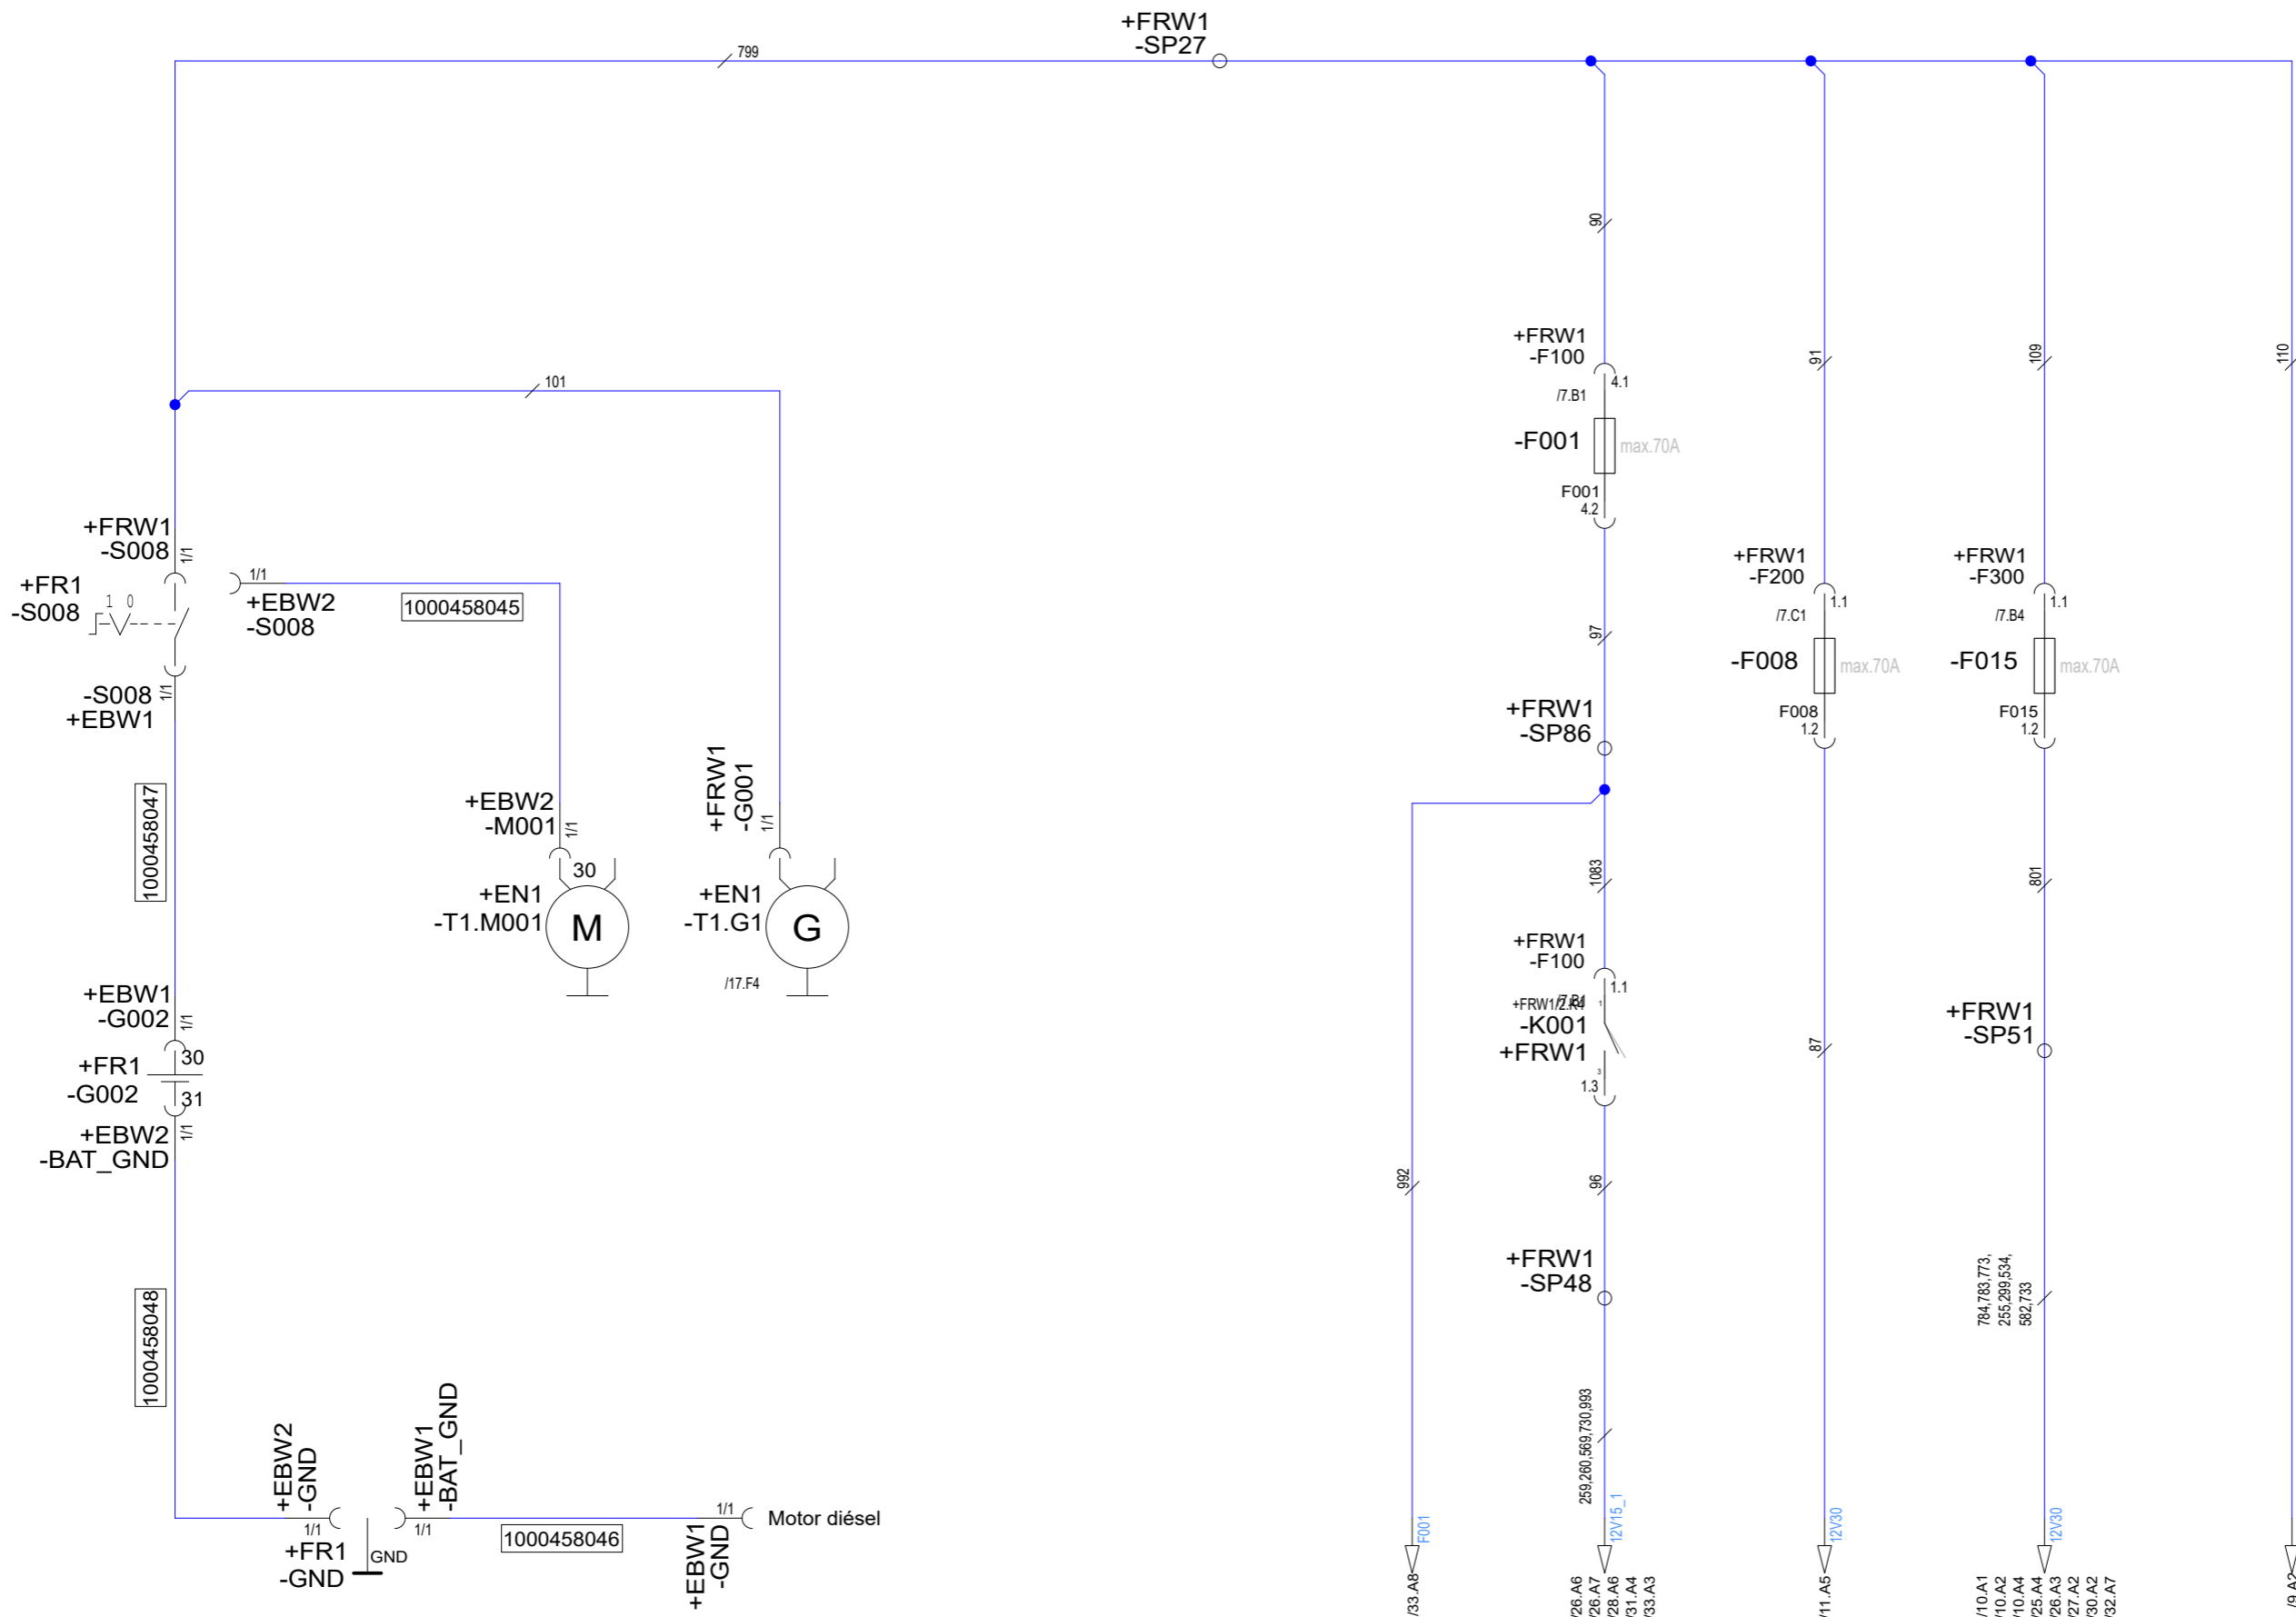 +FRW1
-SP27
799
90
+FRW1
-F100
4.1
/7.B1
-F001
max.70A
F001
4.2
91
109
110
101
+FRW1
-S008
1/1
+FR1
-S008
1 0
1/1
+EBW2
-S008
1000458045
-S008
+EBW1
1/1
+FRW1
-F200
1.1
/7.C1
-F008
max.70A
F008
1.2
+FRW1
-F300
1.1
/7.B4
-F015
max.70A
F015
1.2
97
+FRW1
-SP86
1000458047
+EBW2
-M001
1/1
30
+EN1
-T1.M001
M
+FRW1
-G001
1/1
+EN1
-T1.G1
G
/17.F4
1083
801
+FRW1
-F100
1.1
+FRW1/2.K4
1
-K001
+FRW1
3
1.3
87
+FRW1
-SP51
+EBW1
-G002
1/1
30
+FR1
-G002
31
+EBW2
-BAT_GND
1/1
992
96
+FRW1
-SP48
784,783,773,
255,299,534,
582,733
1000458048
259,260,569,730,993
+EBW2
-GND
1/1
+FR1
-GND
GND
+EBW1
-BAT_GND
1/1
1000458046
1/1
+EBW1
-GND
Motor diésel
F001
12V15_1
12V30
12V30
/33.A8
/26.A6
/26.A7
/28.A6
/31.A4
/33.A3
/11.A5
/10.A1
/10.A2
/10.A4
/25.A4
/26.A3
/27.A2
/30.A2
/32.A7
/9.A2